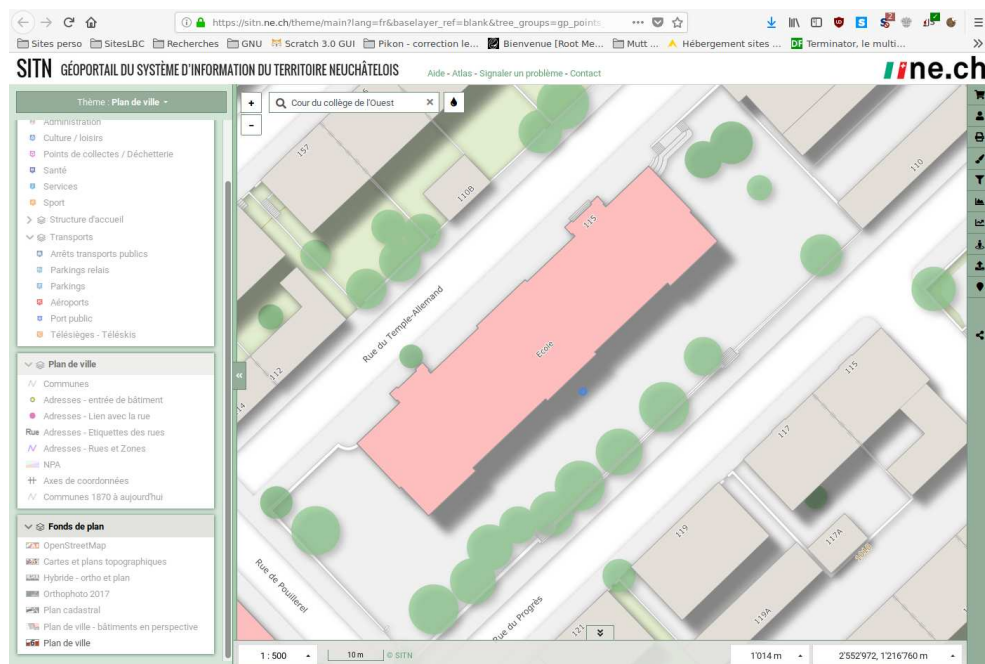 https://sitn.ne.ch/theme/main?lang=fr&baselayer_ref=blank&tree_groups=gp_points
Sites perso
SitesLBC
Recherches
GNU
Scratch 3.0 GUI
Pikon - correction le...
Bienvenue [Root Me...
Mutt ...
Hébergement sites ...
Terminator, le multi...
SITN GÉOPORTAIL DU SYSTÈME D'INFORMATION DU TERRITOIRE NEUCHÂTELOIS
Aide - Atlas - Signaler un problème - Contact
ne.ch
Thème : Plan de ville
Administration
Culture / loisirs
Points de collectes / Déchetterie
Santé
Services
Sport
Structure d'accueil
Transports
Arrêts transports publics
Parkings relais
Parkings
Aéroports
Port public
Télésièges - Téléskis
Plan de ville
Communes
Adresses - entrée de bâtiment
Adresses - Lien avec la rue
Rue Adresses - Etiquettes des rues
Adresses - Rues et Zones
NPA
Axes de coordonnées
Communes 1870 à aujourd'hui
Fonds de plan
OpenStreetMap
Cartes et plans topographiques
Hybride - ortho et plan
Orthophoto 2017
Plan cadastral
Plan de ville - bâtiments en perspective
Plan de ville
+
-
Cour du collège de l'Ouest
157
110B
110
115
Rue du Temple-Allemand
Ecole
112
14
115
117
119
117A
119A
121
Rue de Pouillerel
Rue du Progrès
1 : 500
10 m
© SITN
1'014 m
2'552'972, 1'216'760 m